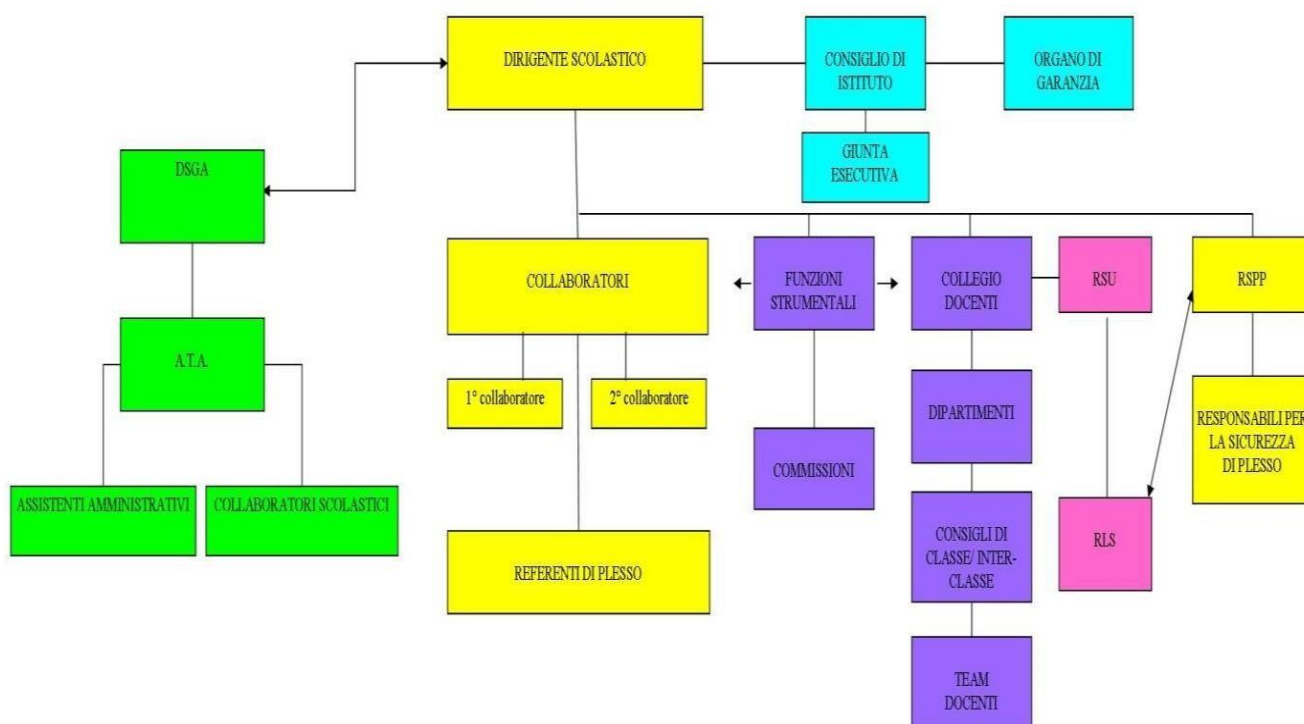 DIRIGENTE SCOLASTICO
CONSIGLIO DI
ISTITUTO
ORGANO DI
GARANZIA
GIUNTA
ESECUTIVA
DSGA
COLLABORATORI
FUNZIONI
STRUMENTALI
COLLEGIO
DOCENTI
RSU
RSPP
A.T.A.
1° collaboratore
2° collaboratore
DIPARTIMENTI
RESPONSABILI PER
LA SICUREZZA
DI PLESSO
COMMISSIONI
ASSISTENTI AMMINISTRATIVI
COLLABORATORI SCOLASTICI
CONSIGLI DI
CLASSE/ INTER-
CLASSE
RLS
REFERENTI DI PLESSO
TEAM
DOCENTI